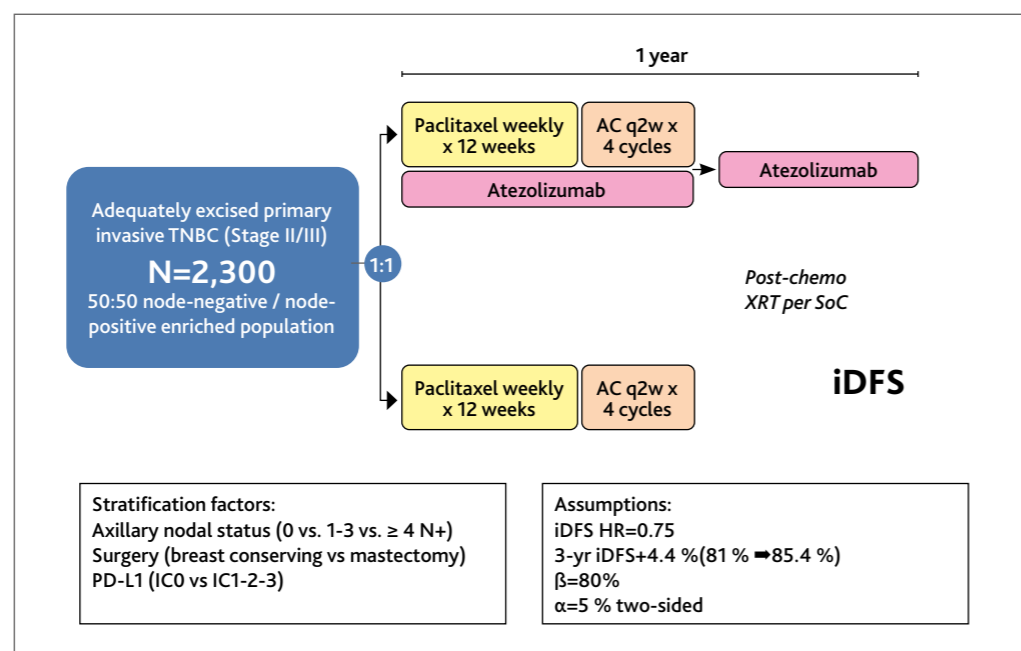 1 year
Paclitaxel weekly
x 12 weeks
AC q2w x
4 cycles
Atezolizumab
Atezolizumab
Adequately excised primary
invasive TNBC (Stage II/III)
N=2,300
50:50 node-negative / node-
positive enriched population
1:1
Post-chemo
XRT per SoC
Paclitaxel weekly
x 12 weeks
AC q2w x
4 cycles
iDFS
Stratification factors:
Axillary nodal status (0 vs. 1-3 vs. ≥ 4 N+)
Surgery (breast conserving vs mastectomy)
PD-L1 (IC0 vs IC1-2-3)
Assumptions:
iDFS HR=0.75
3-yr iDFS+4.4 %(81 % ➡85.4 %)
ß=80%
α=5 % two-sided